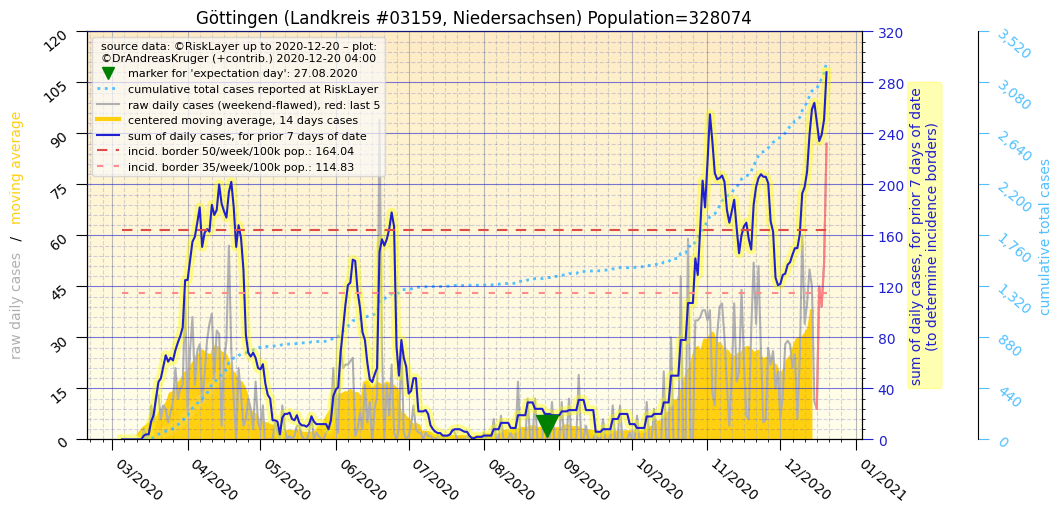 Göttingen (Landkreis #03159, Niedersachsen) Population=328074
source data: ©RiskLayer up to 2020-12-20 – plot:
©DrAndreasKruger (+contrib.) 2020-12-20 04:00
marker for 'expectation day': 27.08.2020
cumulative total cases reported at RiskLayer
raw daily cases (weekend-flawed), red: last 5
centered moving average, 14 days cases
sum of daily cases, for prior 7 days of date
incid. border 50/week/100k pop.: 164.04
incid. border 35/week/100k pop.: 114.83
raw daily cases / moving average
120
105
90
75
60
45
30
15
0
03/2020
04/2020
05/2020
06/2020
07/2020
08/2020
09/2020
10/2020
11/2020
12/2020
01/2021
320
280
240
200
160
120
80
40
0
sum of daily cases, for prior 7 days of date
(to determine incidence borders)
3,520
3,080
2,640
2,200
1,760
1,320
880
440
0
cumulative total cases